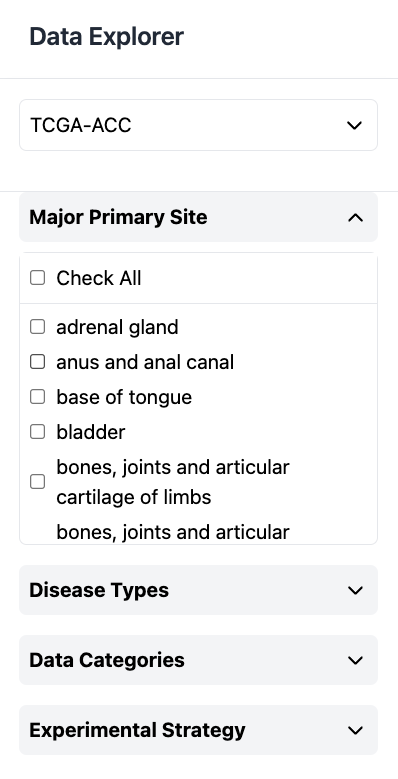 Data Explorer
TCGA-ACC
Major Primary Site
Check All
adrenal gland
anus and anal canal
base of tongue
bladder
bones, joints and articular
cartilage of limbs
bones, joints and articular
Disease Types
Data Categories
Experimental Strategy